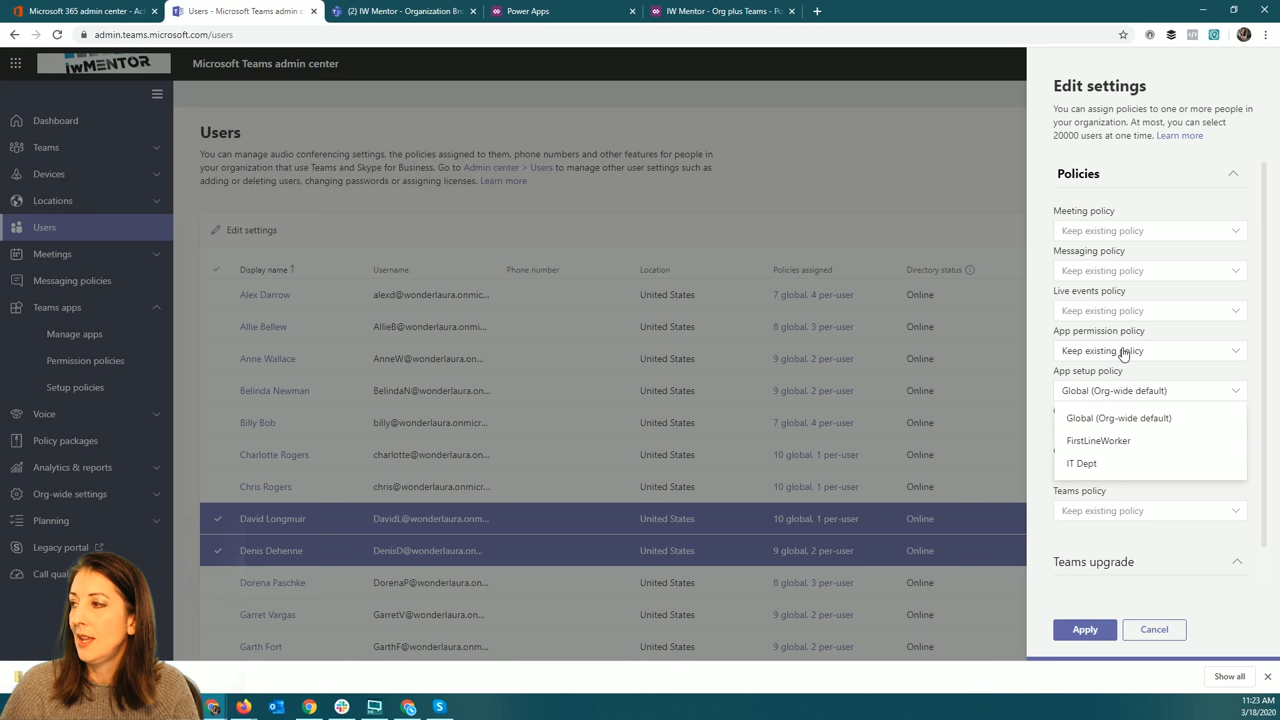 Microsoft 365 admin center - Act
Users - Microsoft Teams admin c
(2) IW Mentor - Organization Bro
Power Apps
IW Mentor - Org plus Teams - Po
admin.teams.microsoft.com/users
iwMENTOR
Microsoft Teams admin center
Dashboard
Teams
Devices
Locations
Users
Meetings
Messaging policies
Teams apps
Manage apps
Permission policies
Setup policies
Voice
Policy packages
Analytics & reports
Org-wide settings
Planning
Legacy portal
Call qual
Users
You can manage audio conferencing settings, the policies assigned to them, phone numbers and other features for people in
your organization that use Teams and Skype for Business. Go to Admin center > Users to manage other user settings such as
adding or deleting users, changing passwords or assigning licenses. Learn more
Edit settings
Display name Username Phone number Location Policies assigned Directory status
Alex Darrow alexd@wonderlaura.onmic... United States 7 global, 4 per-user Online
Allie Bellew AllieB@wonderlaura.onmi... United States 8 global, 3 per-user Online
Anne Wallace AnneW@wonderlaura.onm... United States 9 global, 2 per-user Online
Belinda Newman BelindaN@wonderlaura.on... United States 9 global, 2 per-user Online
Billy Bob billy@wonderlaura.onmicr... United States 9 global, 2 per-user Online
Charlotte Rogers charlotte@wonderlaura.on... United States 10 global, 1 per-user Online
Chris Rogers chris@wonderlaura.onmicr... United States 10 global, 1 per-user Online
David Longmuir DavidL@wonderlaura.onm... United States 10 global, 1 per-user Online
Denis Dehenne DenisD@wonderlaura.onm... United States 9 global, 2 per-user Online
Dorena Paschke DorenaP@wonderlaura.on... United States 8 global, 3 per-user Online
Garret Vargas GarretV@wonderlaura.on... United States 9 global, 2 per-user Online
Garth Fort GarthF@wonderlaura.onm... United States 9 global, 2 per-user Online
Edit settings
You can assign policies to one or more people in
your organization. At most, you can select
20000 users at one time. Learn more
Policies
Meeting policy
Keep existing policy
Messaging policy
Keep existing policy
Live events policy
Keep existing policy
App permission policy
Keep existing policy
App setup policy
Global (Org-wide default)
Global (Org-wide default)
FirstLineWorker
IT Dept
Teams policy
Keep existing policy
Teams upgrade
Apply
Cancel
Show all
11:23 AM
3/18/2020